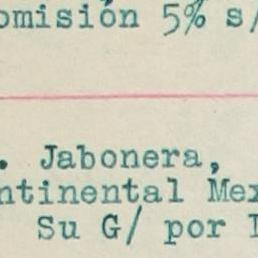 omisión 5% s/
. Jabonera,
ntinental Mex
Su G/ por